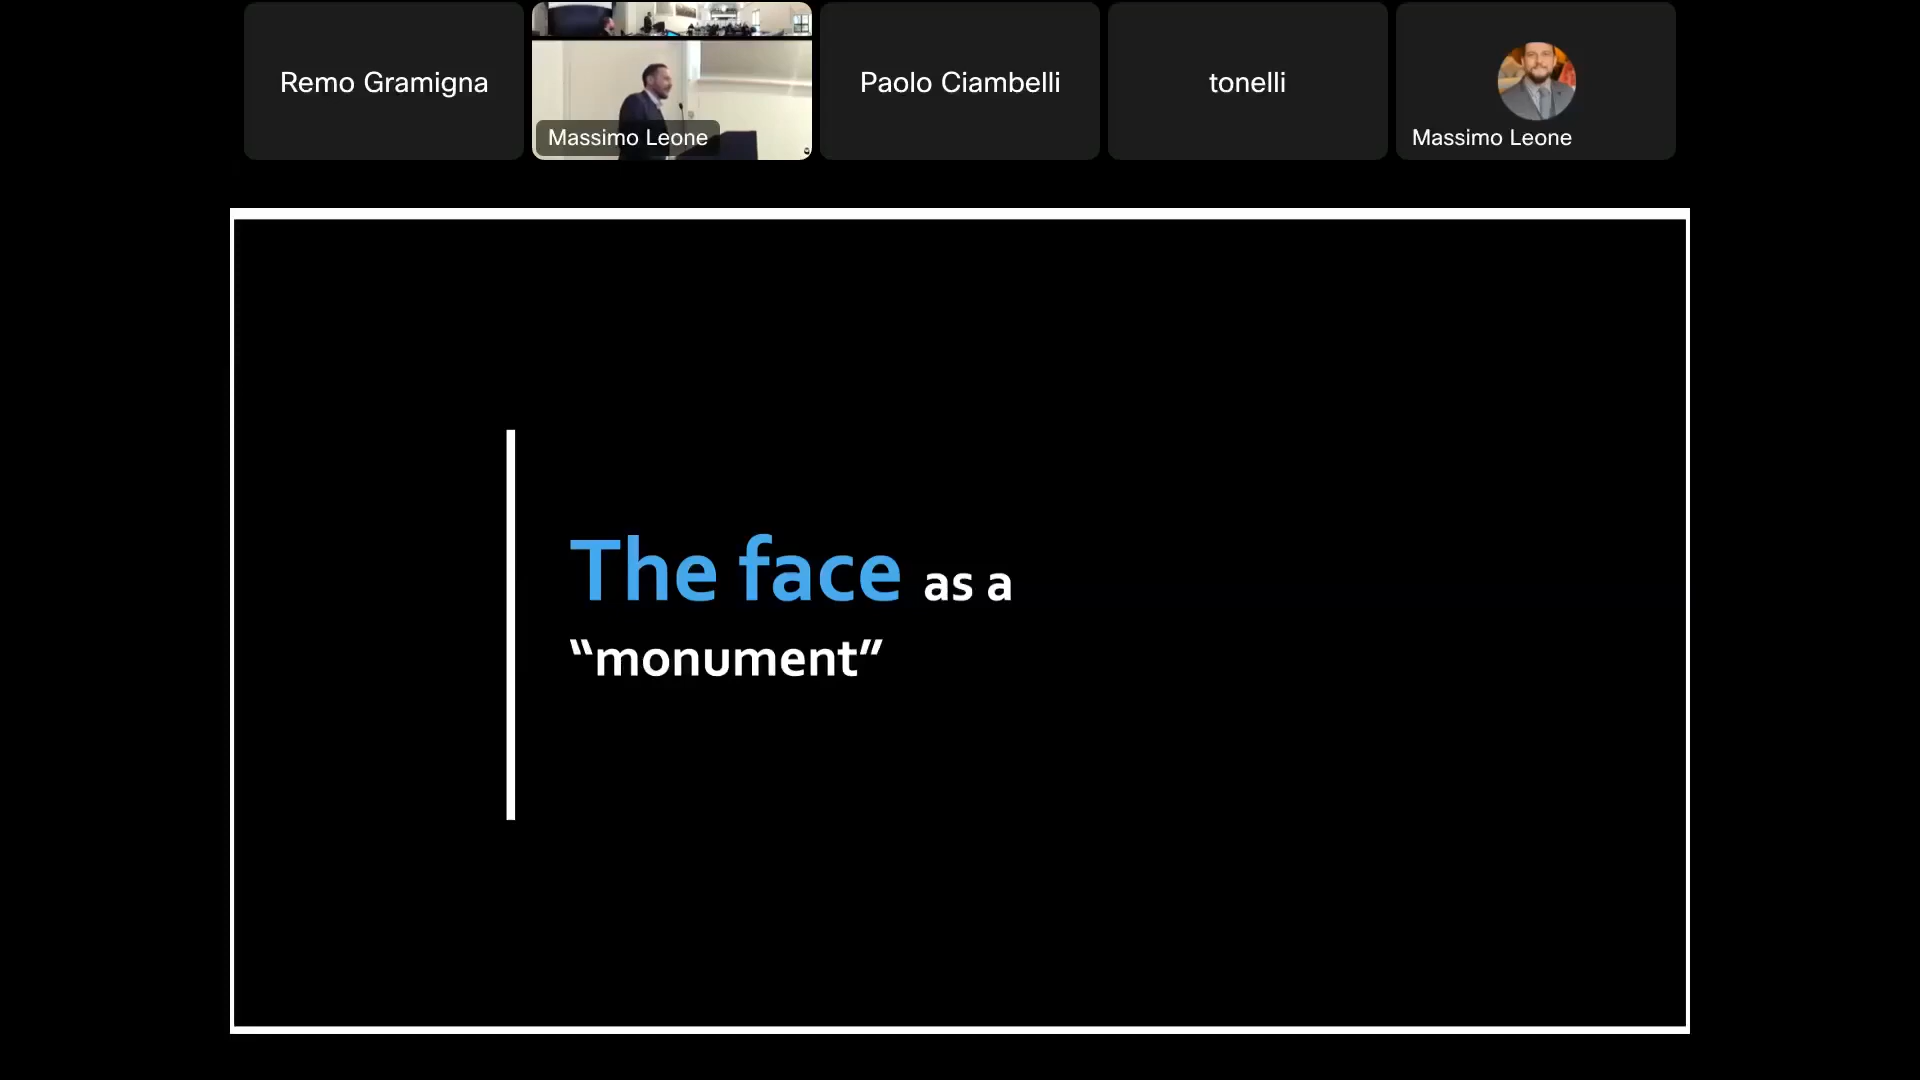 Remo Gramigna
Massimo Leone
Paolo Ciambelli
tonelli
Massimo Leone
The face as a
“monument”